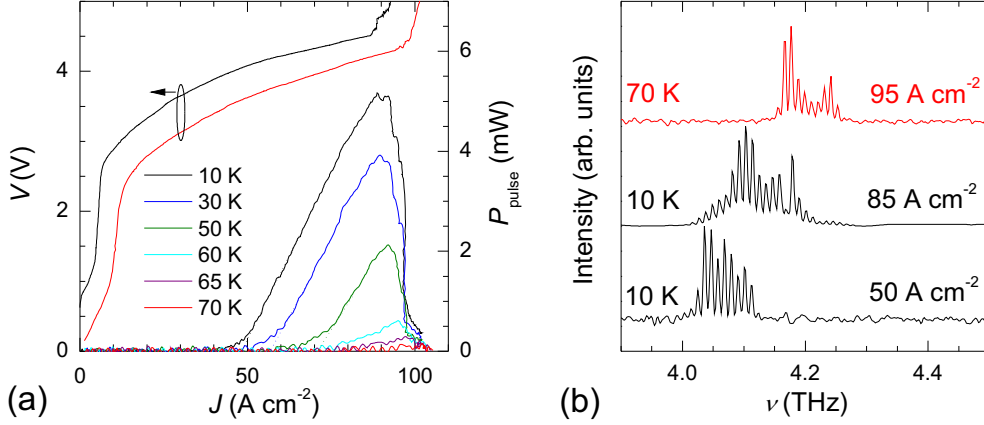 4
2
0
V (V)
0
50
100
J (A cm-2)
6
4
2
0
Ppulse (mW)
10 K
30 K
50 K
60 K
65 K
70 K
(a)
Intensity (arb. units)
70 K 95 A cm-2
10 K 85 A cm-2
10 K 50 A cm-2
4.0 4.2 4.4
ν (THz)
(b)